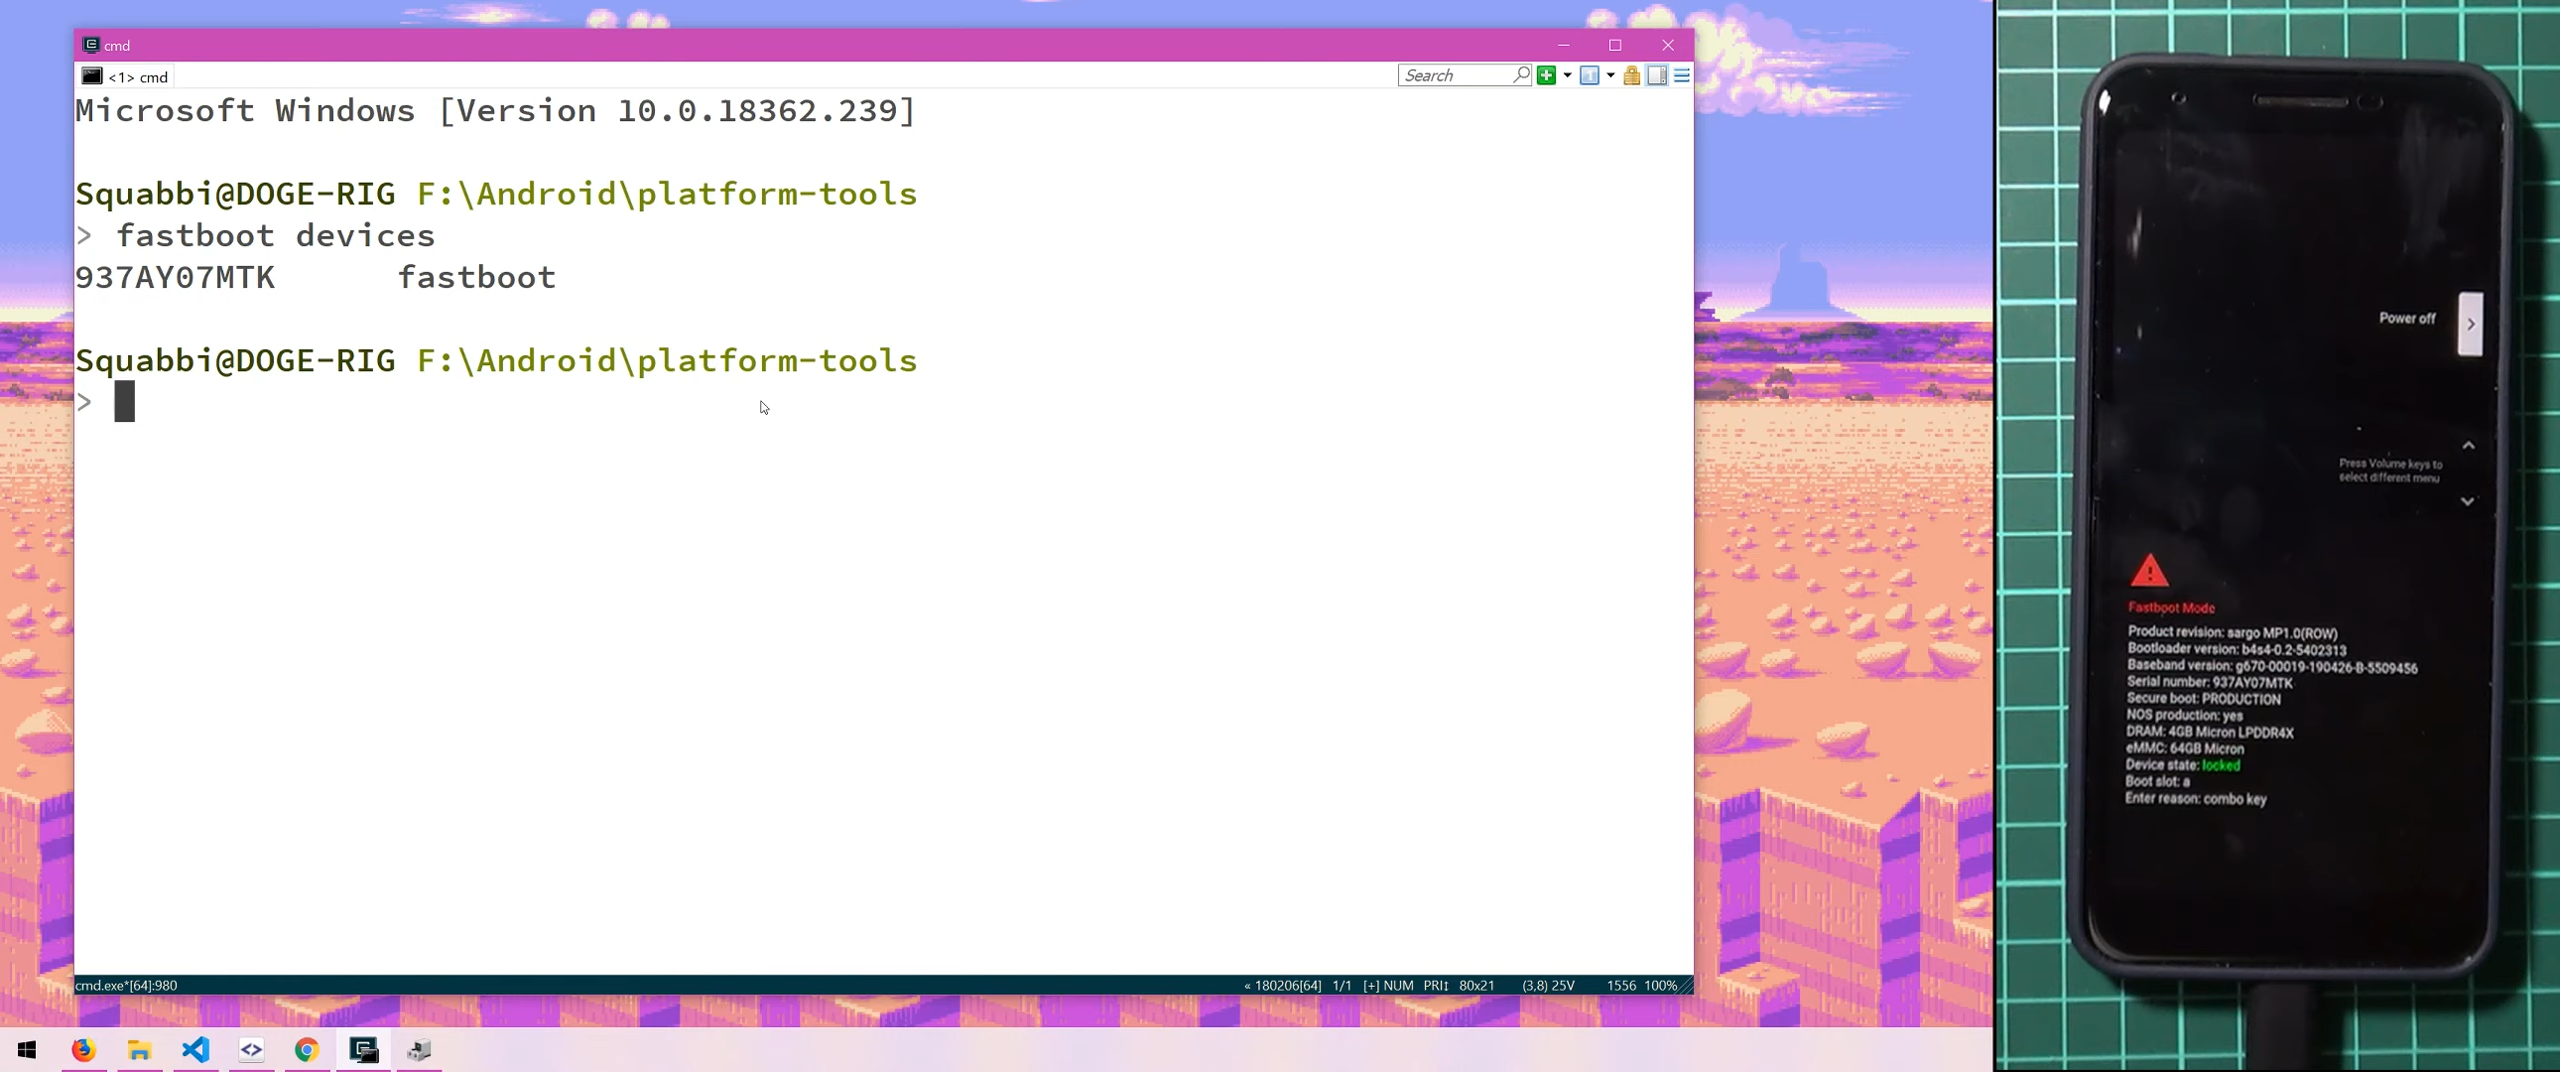 cmd
<1> cmd
Search
Microsoft Windows [Version 10.0.18362.239]
Squabbi@DOGE-RIG F:\Android\platform-tools
> fastboot devices
937AY07MTK fastboot
Squabbi@DOGE-RIG F:\Android\platform-tools
>
cmd.exe*[64]:980
« 180206[64] 1/1 [+] NUM PRI↕ 80x21 (3,8) 25V 1556 100%
Power off
Press Volume keys to
select different menu
Fastboot Mode
Product revision: sargo MP1.0(ROW)
Bootloader version: b4s4-0.2-5402313
Baseband version: g670-00019-190426-B-5509456
Serial number: 937AY07MTK
Secure boot: PRODUCTION
NOS production: yes
DRAM: 4GB Micron LPDDR4X
eMMC: 64GB Micron
Device state: locked
Boot slot: a
Enter reason: combo key